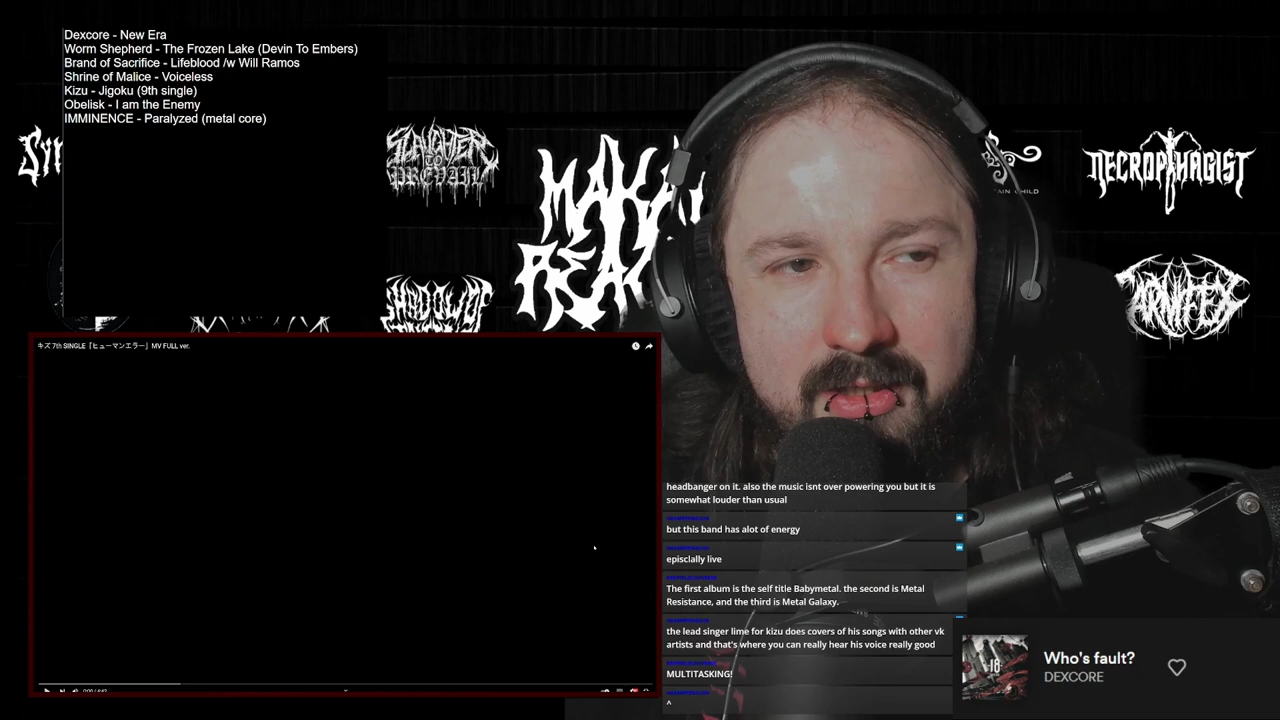 Dexcore - New Era
Worm Shepherd - The Frozen Lake (Devin To Embers)
Brand of Sacrifice - Lifeblood /w Will Ramos
Shrine of Malice - Voiceless
Kizu - Jigoku (9th single)
Obelisk - I am the Enemy
IMMINENCE - Paralyzed (metal core)
SLAUGHTER
TO
PREVAIL
NECROPHAGIST
CARNIFEX
キズ 7th SINGLE「ヒューマンエラー」MV FULL ver.
headbanger on it. also the music isnt over powering you but it is
somewhat louder than usual
but this band has alot of energy
episclally live
The first album is the self title Babymetal. the second is Metal
Resistance, and the third is Metal Galaxy.
the lead singer lime for kizu does covers of his songs with other vk
artists and that's where you can really hear his voice really good
MULTITASKING!
^
Who's fault?
DEXCORE